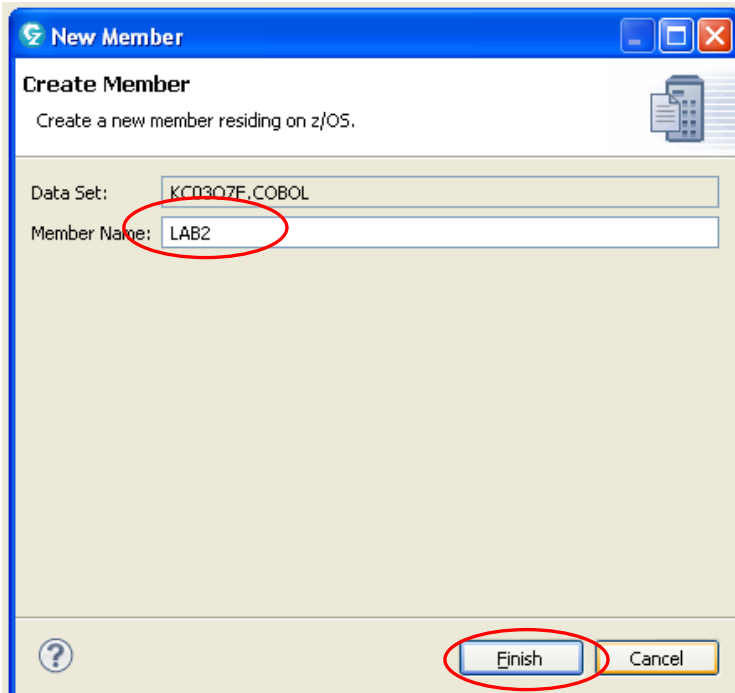 New Member
Create Member
Create a new member residing on z/OS.
Data Set: KC03O7F.COBOL
Member Name: LAB2
? Finish Cancel